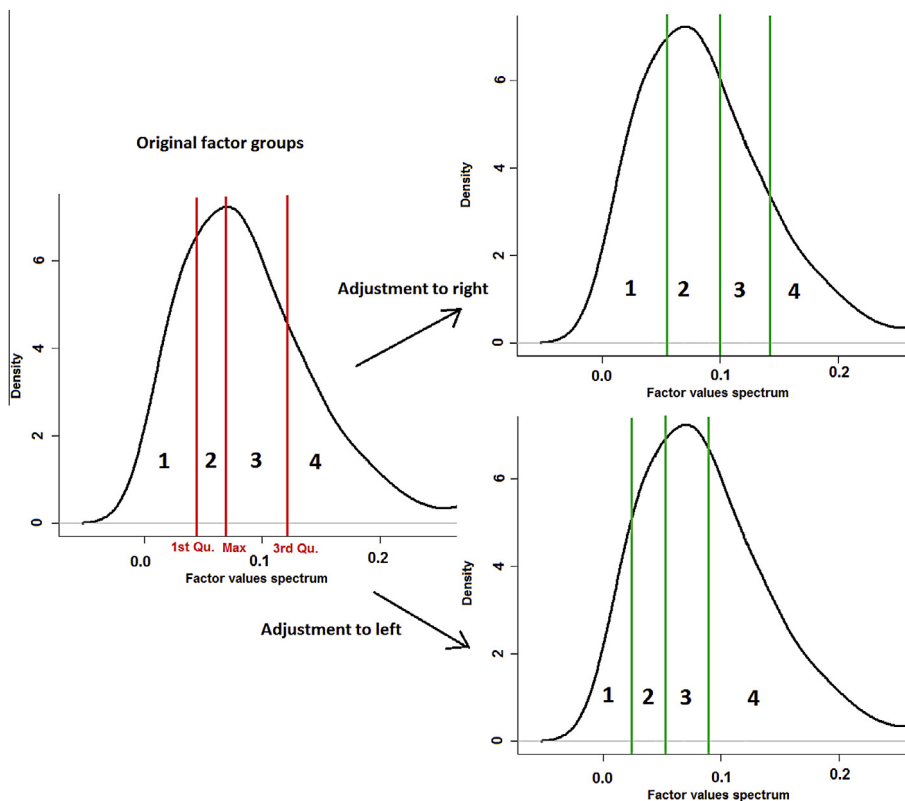 Original factor groups
Density
6
4
2
0
1
2
3
4
1st Qu.
Max
3rd Qu.
0.0
0.1
0.2
Factor values spectrum
Adjustment to right
Adjustment to left
Density
6
4
2
0
1
2
3
4
0.0
0.1
0.2
Factor values spectrum
Density
6
4
2
0
1
2
3
4
0.0
0.1
0.2
Factor values spectrum